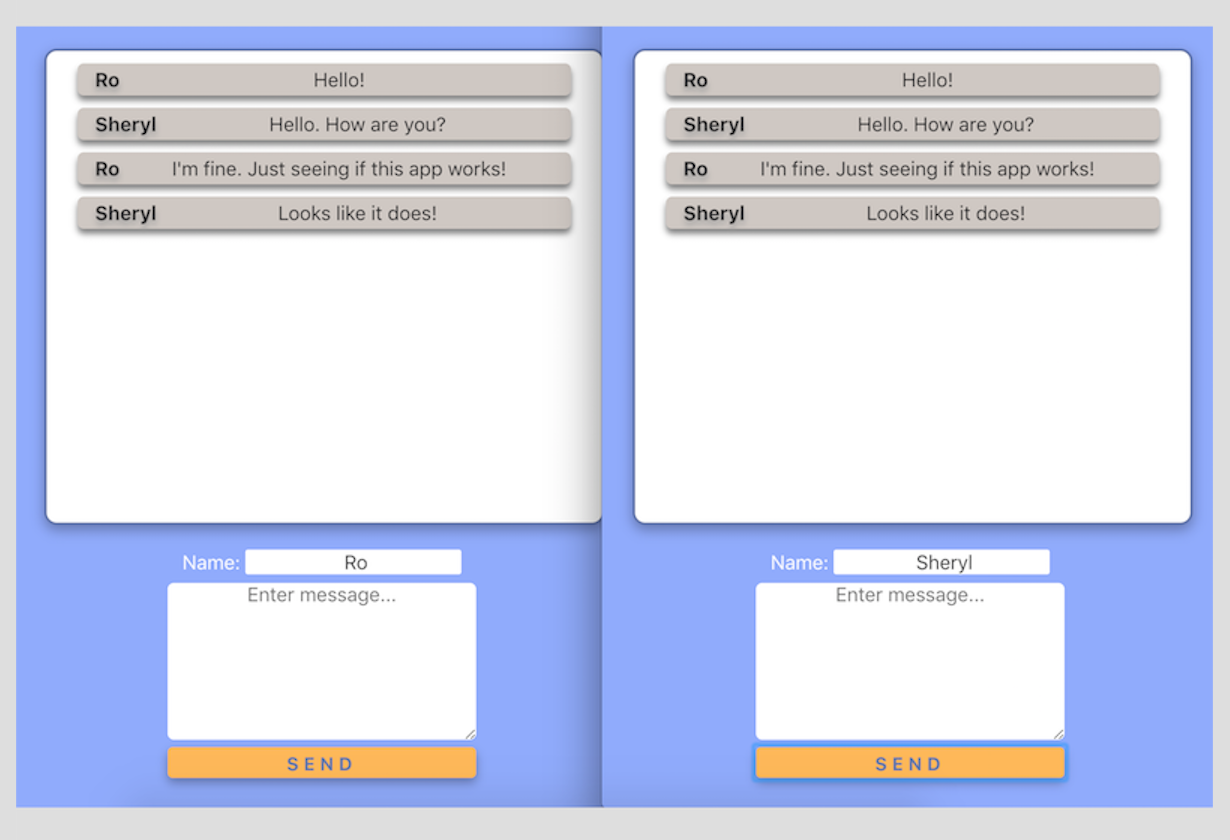 Ro Hello!
Sheryl Hello. How are you?
Ro I'm fine. Just seeing if this app works!
Sheryl Looks like it does!
Name: Ro
Enter message...
SEND
Ro Hello!
Sheryl Hello. How are you?
Ro I'm fine. Just seeing if this app works!
Sheryl Looks like it does!
Name: Sheryl
Enter message...
SEND